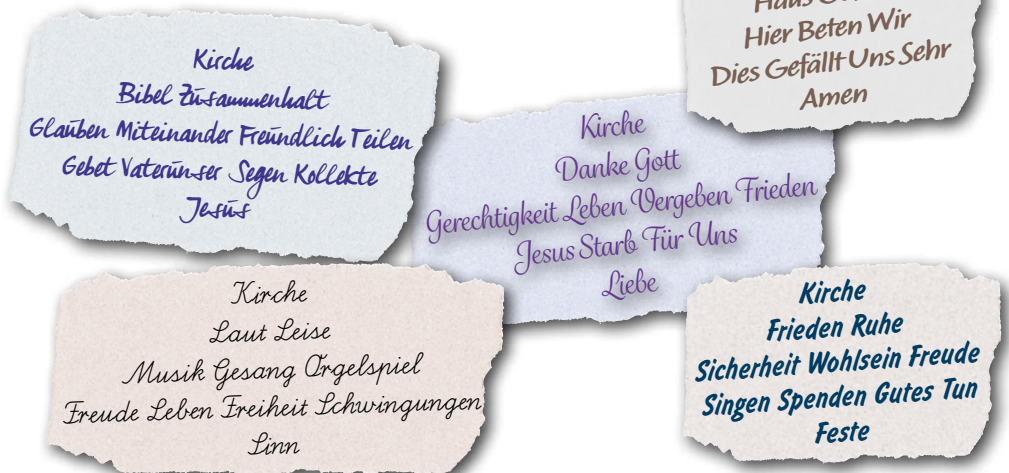 Kirche
Bibel Zusammenhalt
Glauben Miteinander Freundlich Teilen
Gebet Vaterunser Segen Kollekte
Jesus
Haus
Hier Beten Wir
Dies Gefällt Uns Sehr
Amen
Kirche
Danke Gott
Gerechtigkeit Leben Vergeben Frieden
Jesus Starb Für Uns
Liebe
Kirche
Laut Leise
Musik Gesang Orgelspiel
Freude Leben Freiheit Schwingungen
Sinn
Kirche
Frieden Ruhe
Sicherheit Wohlsein Freude
Singen Spenden Gutes Tun
Feste